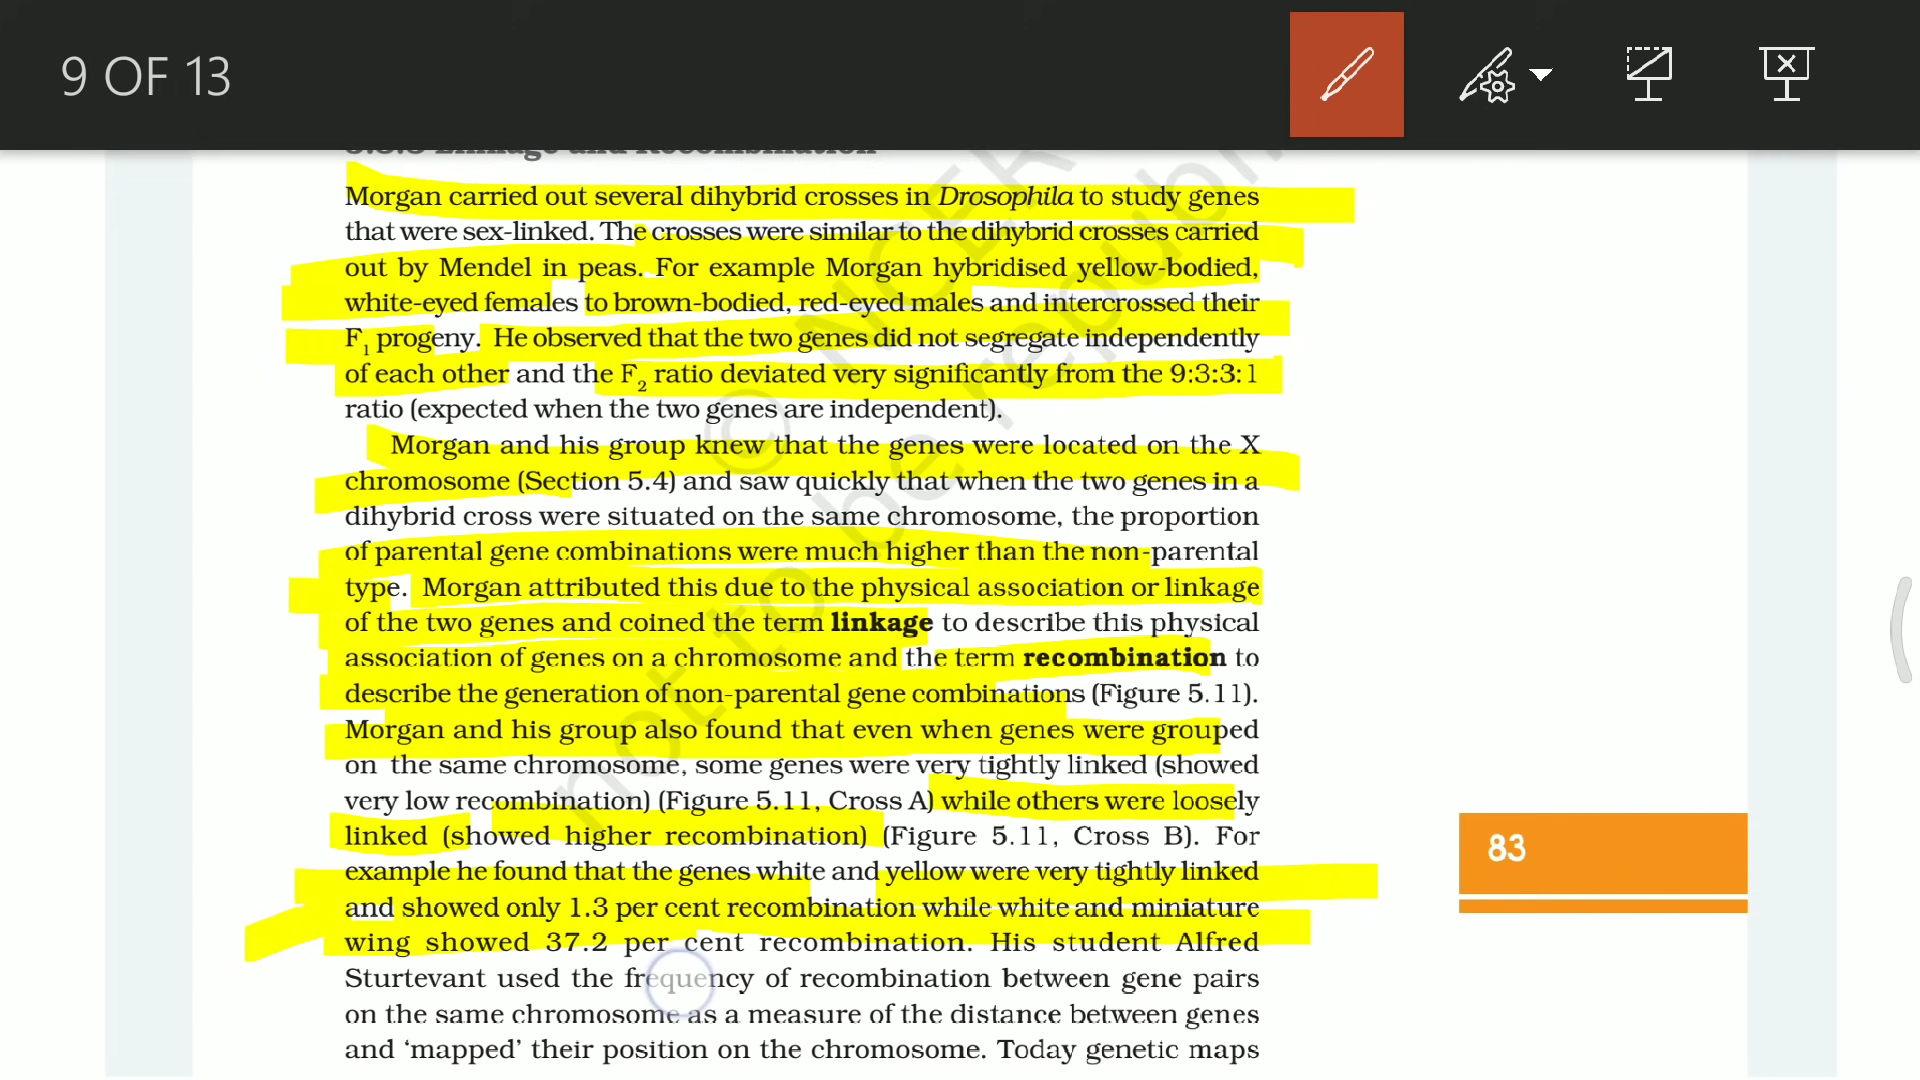 9 OF 13
5.3.3 Linkage and Recombination
Morgan carried out several dihybrid crosses in Drosophila to study genes
that were sex-linked. The crosses were similar to the dihybrid crosses carried
out by Mendel in peas. For example Morgan hybridised yellow-bodied,
white-eyed females to brown-bodied, red-eyed males and intercrossed their
F1 progeny. He observed that the two genes did not segregate independently
of each other and the F2 ratio deviated very significantly from the 9:3:3:1
ratio (expected when the two genes are independent).
Morgan and his group knew that the genes were located on the X
chromosome (Section 5.4) and saw quickly that when the two genes in a
dihybrid cross were situated on the same chromosome, the proportion
of parental gene combinations were much higher than the non-parental
type. Morgan attributed this due to the physical association or linkage
of the two genes and coined the term linkage to describe this physical
association of genes on a chromosome and the term recombination to
describe the generation of non-parental gene combinations (Figure 5.11).
Morgan and his group also found that even when genes were grouped
on the same chromosome, some genes were very tightly linked (showed
very low recombination) (Figure 5.11, Cross A) while others were loosely
linked (showed higher recombination) (Figure 5.11, Cross B). For
example he found that the genes white and yellow were very tightly linked
and showed only 1.3 per cent recombination while white and miniature
wing showed 37.2 per cent recombination. His student Alfred
Sturtevant used the frequency of recombination between gene pairs
on the same chromosome as a measure of the distance between genes
and ‘mapped’ their position on the chromosome. Today genetic maps
83
© NCER
not to be republ